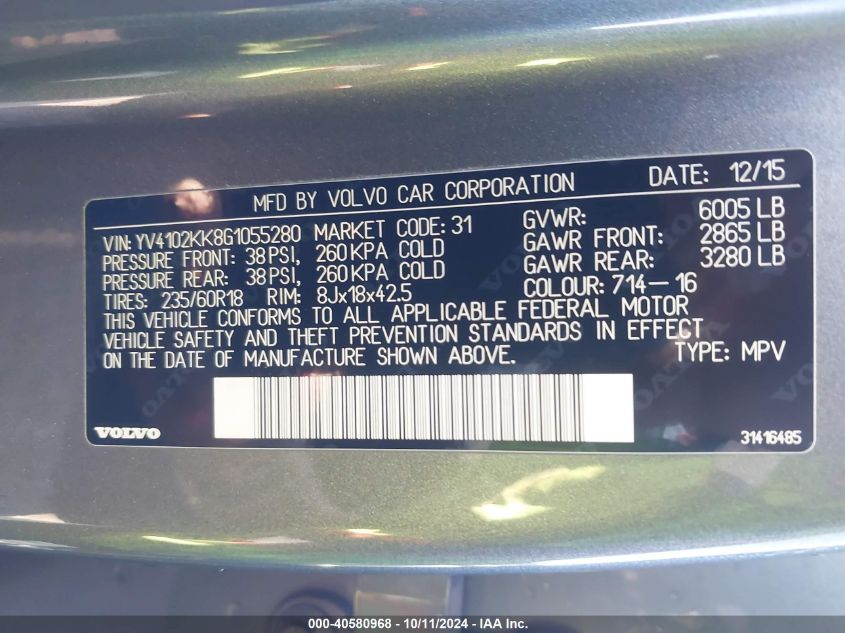 MFD BY VOLVO CAR CORPORATION DATE: 12/15
VIN: YV4102KK8G1055280 MARKET CODE: 31 GVWR: 6005 LB
PRESSURE FRONT: 38 PSI, 260 KPA COLD GAWR FRONT: 2865 LB
PRESSURE REAR: 38 PSI, 260 KPA COLD GAWR REAR: 3280 LB
TIRES: 235/60R18 RIM: 8Jx18x42.5 COLOUR: 714-16
THIS VEHICLE CONFORMS TO ALL APPLICABLE FEDERAL MOTOR
VEHICLE SAFETY AND THEFT PREVENTION STANDARDS IN EFFECT
ON THE DATE OF MANUFACTURE SHOWN ABOVE. TYPE: MPV
VOLVO 31416485
000-40580968 - 10/11/2024 - IAAI.com